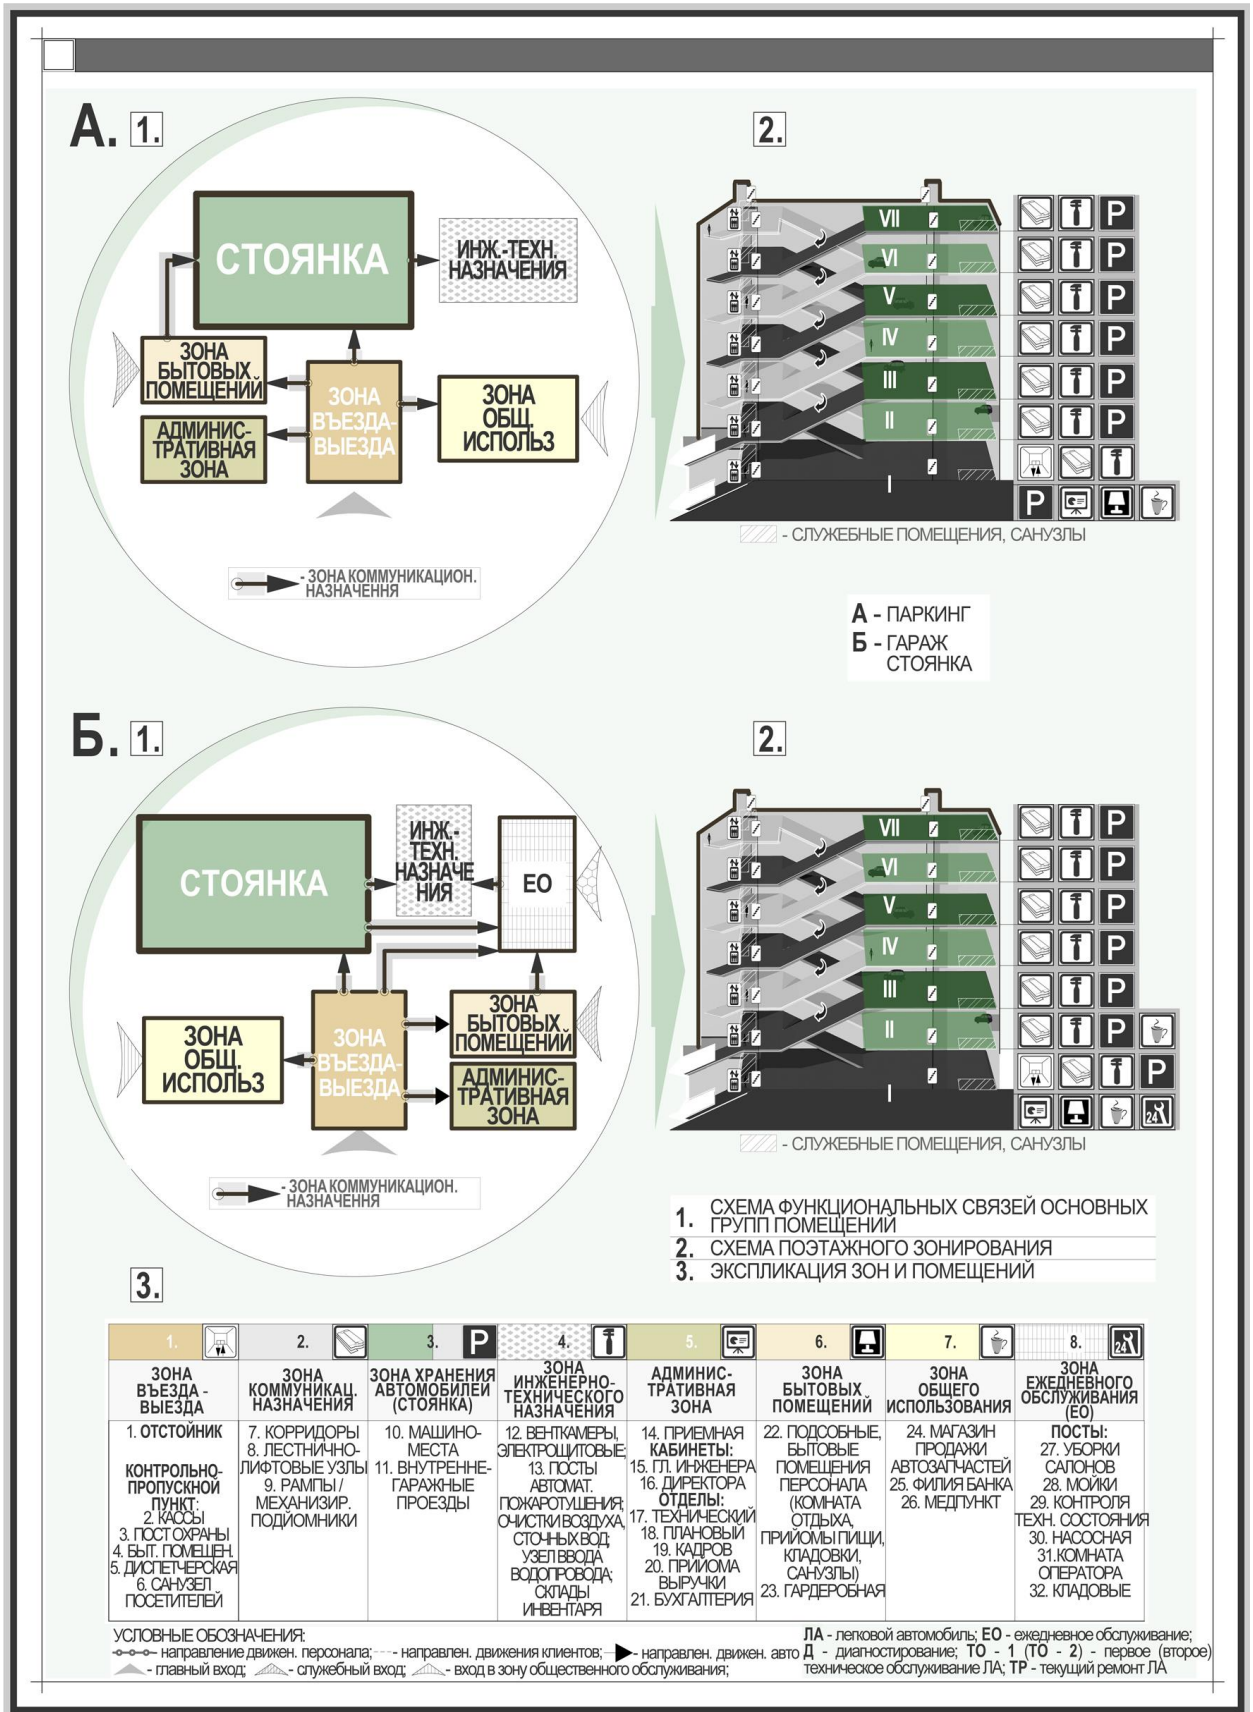 А. 1.
2.
СТОЯНКА
ИНЖ.-ТЕХН.
НАЗНАЧЕНИЯ
ЗОНА
БЫТОВЫХ
ПОМЕЩЕНИЙ
АДМИНИС-
ТРАТИВНАЯ
ЗОНА
ЗОНА
ВЪЕЗДА-
ВЫЕЗДА
ЗОНА
ОБЩ.
ИСПОЛЬЗ
- ЗОНА КОММУНИКАЦИОН.
НАЗНАЧЕННЯ
VII
P
VI
P
V
P
IV
P
III
P
II
P
I
P
- СЛУЖЕБНЫЕ ПОМЕЩЕНИЯ, САНУЗЛЫ
А - ПАРКИНГ
Б - ГАРАЖ
СТОЯНКА
Б. 1.
2.
СТОЯНКА
ИНЖ.-
ТЕХН.
НАЗНАЧЕ
НИЯ
ЕО
ЗОНА
ОБЩ.
ИСПОЛЬЗ
ЗОНА
ВЪЕЗДА-
ВЫЕЗДА
ЗОНА
БЫТОВЫХ
ПОМЕЩЕНИЙ
АДМИНИС-
ТРАТИВНАЯ
ЗОНА
- ЗОНА КОММУНИКАЦИОН.
НАЗНАЧЕННЯ
VII
P
VI
P
V
P
IV
P
III
P
II
P
P
I
24
- СЛУЖЕБНЫЕ ПОМЕЩЕНИЯ, САНУЗЛЫ
1. СХЕМА ФУНКЦИОНАЛЬНЫХ СВЯЗЕЙ ОСНОВНЫХ
ГРУПП ПОМЕЩЕНИЙ
2. СХЕМА ПОЭТАЖНОГО ЗОНИРОВАНИЯ
3. ЭКСПЛИКАЦИЯ ЗОН И ПОМЕЩЕНИЙ
3.
1.
ЗОНА
ВЪЕЗДА -
ВЫЕЗДА
1. ОТСТОЙНИК
КОНТРОЛЬНО-
ПРОПУСКНОЙ
ПУНКТ:
2. КАССЫ
3. ПОСТ ОХРАНЫ
4. БЫТ. ПОМЕЩЕН.
5. ДИСПЕТЧЕРСКАЯ
6. САНУЗЕЛ
ПОСЕТИТЕЛЕЙ
2.
ЗОНА
КОММУНИКАЦ.
НАЗНАЧЕНИЯ
7. КОРРИДОРЫ
8. ЛЕСТНИЧНО-
ЛИФТОВЫЕ УЗЛЫ
9. РАМПЫ /
МЕХАНИЗИР.
ПОДЙОМНИКИ
3. P
ЗОНА ХРАНЕНИЯ
АВТОМОБИЛЕЙ
(СТОЯНКА)
10. МАШИНО-
МЕСТА
11. ВНУТРЕННЕ-
ГАРАЖНЫЕ
ПРОЕЗДЫ
4.
ЗОНА
ИНЖЕНЕРНО-
ТЕХНИЧЕСКОГО
НАЗНАЧЕНИЯ
12. ВЕНТКАМЕРЫ,
ЭЛЕКТРОЩИТОВЫЕ;
13. ПОСТЫ
АВТОМАТ.
ПОЖАРОТУШЕНИЯ;
ОЧИСТКИ ВОЗДУХА,
СТОЧНЫХ ВОД;
УЗЕЛ ВВОДА
ВОДОПРОВОДА;
СКЛАДЫ
ИНВЕНТАРЯ
5.
АДМИНИС-
ТРАТИВНАЯ
ЗОНА
14. ПРИЕМНАЯ
КАБИНЕТЫ:
15. ГЛ. ИНЖЕНЕРА
16. ДИРЕКТОРА
ОТДЕЛЫ:
17. ТЕХНИЧЕСКИЙ
18. ПЛАНОВЫЙ
19. КАДРОВ
20. ПРИЙОМА
ВЫРУЧКИ
21. БУХГАЛТЕРИЯ
6.
ЗОНА
БЫТОВЫХ
ПОМЕЩЕНИЙ
22. ПОДСОБНЫЕ,
БЫТОВЫЕ
ПОМЕЩЕНИЯ
ПЕРСОНАЛА
(КОМНАТА
ОТДЫХА,
ПРИЙОМЫ ПИЩИ,
КЛАДОВКИ,
САНУЗЛЫ)
23. ГАРДЕРОБНАЯ
7.
ЗОНА
ОБЩЕГО
ИСПОЛЬЗОВАНИЯ
24. МАГАЗИН
ПРОДАЖИ
АВТОЗАПЧАСТЕЙ
25. ФИЛИЯ БАНКА
26. МЕДПУНКТ
8. 24
ЗОНА
ЕЖЕДНЕВНОГО
ОБСЛУЖИВАНИЯ
(ЕО)
ПОСТЫ:
27. УБОРКИ
САЛОНОВ
28. МОЙКИ
29. КОНТРОЛЯ
ТЕХН. СОСТОЯНИЯ
30. НАСОСНАЯ
31.КОМНАТА
ОПЕРАТОРА
32. КЛАДОВЫЕ
УСЛОВНЫЕ ОБОЗНАЧЕНИЯ:
- направление движен. персонала; - направлен. движения клиентов; - направлен. движен. авто
- главный вход; - служебный вход; - вход в зону общественного обслуживания;
ЛА - легковой автомобиль; ЕО - ежедневное обслуживание;
Д - диагностирование; ТО - 1 (ТО - 2) - первое (второе)
техническое обслуживание ЛА; ТР - текущий ремонт ЛА